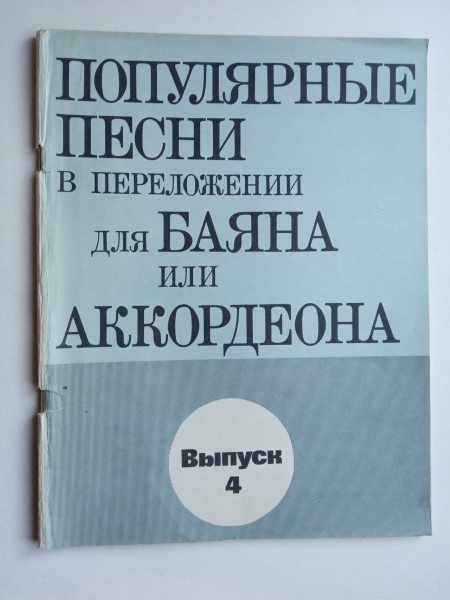 ПОПУЛЯРНЫЕ
ПЕСНИ
В ПЕРЕЛОЖЕНИИ
ДЛЯ БАЯНА
ИЛИ
АККОРДЕОНА
Выпуск
4